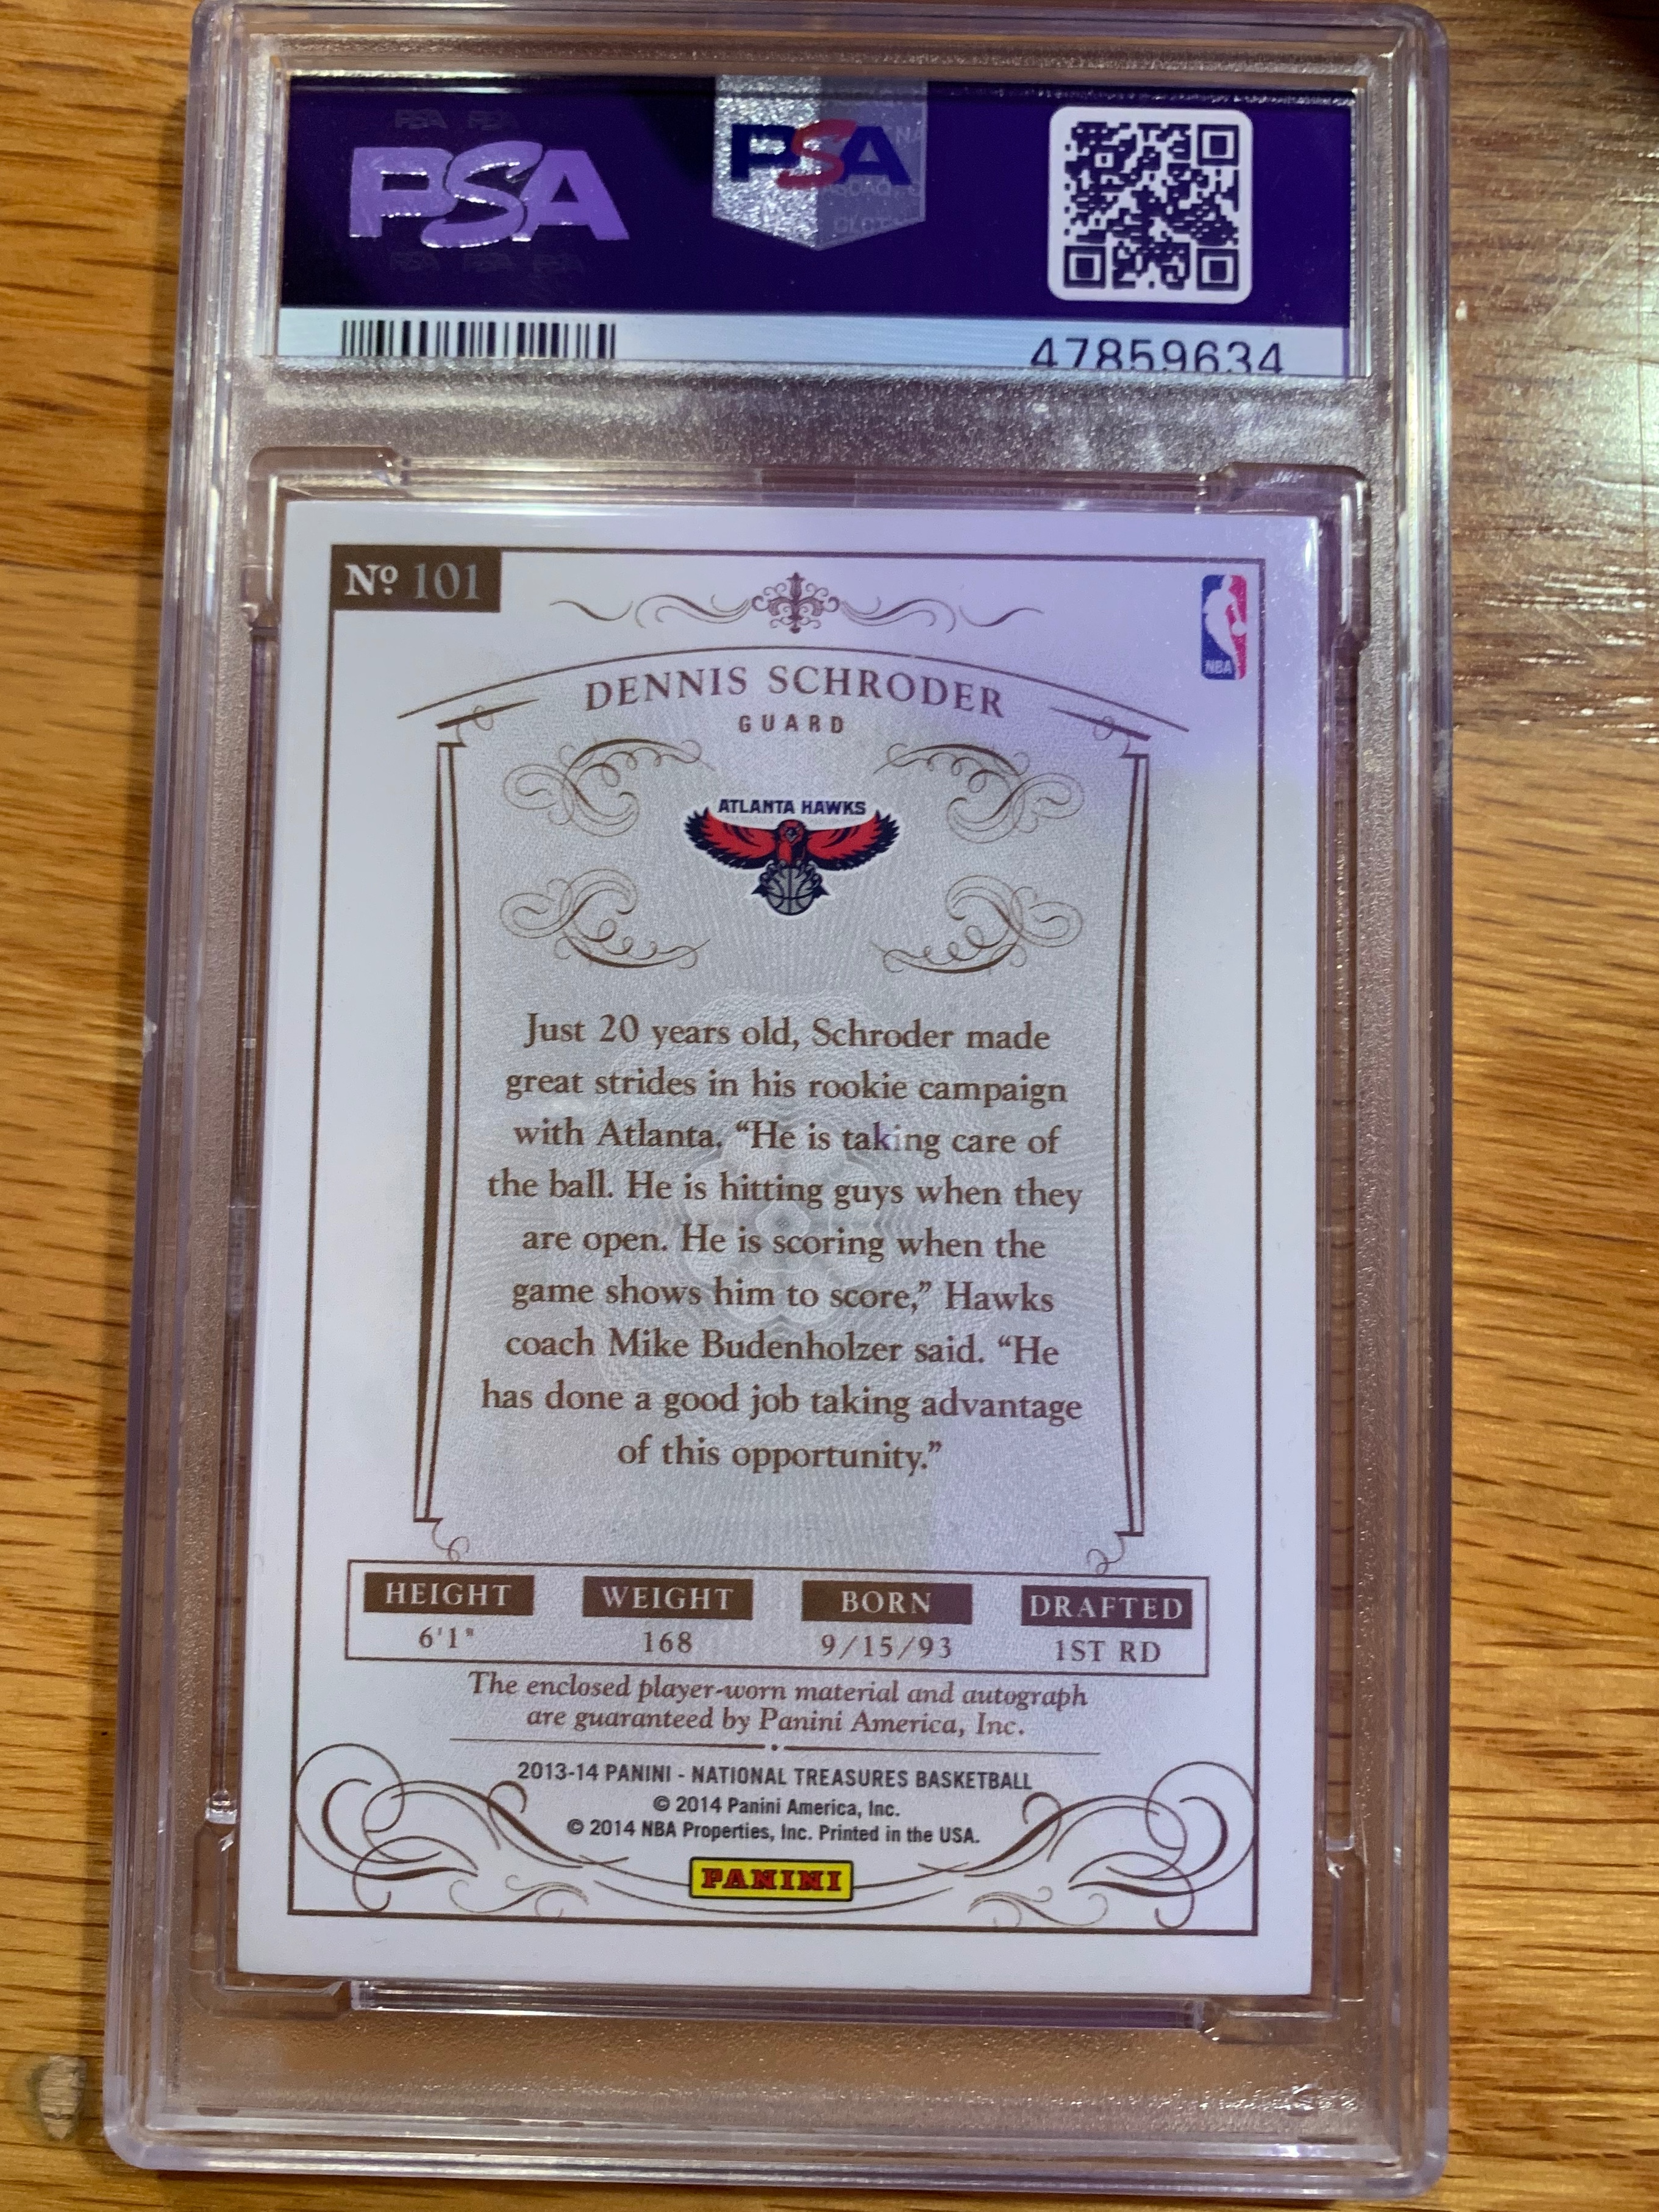 PSA
PSA
47859634
Nº 101
NBA
DENNIS SCHRODER
GUARD
ATLANTA HAWKS
Just 20 years old, Schroder made
great strides in his rookie campaign
with Atlanta. “He is taking care of
the ball. He is hitting guys when they
are open. He is scoring when the
game shows him to score,” Hawks
coach Mike Budenholzer said. “He
has done a good job taking advantage
of this opportunity.”
HEIGHT WEIGHT BORN DRAFTED
6'1" 168 9/15/93 1ST RD
The enclosed player-worn material and autograph
are guaranteed by Panini America, Inc.
2013-14 PANINI - NATIONAL TREASURES BASKETBALL
© 2014 Panini America, Inc.
© 2014 NBA Properties, Inc. Printed in the USA.
PANINI